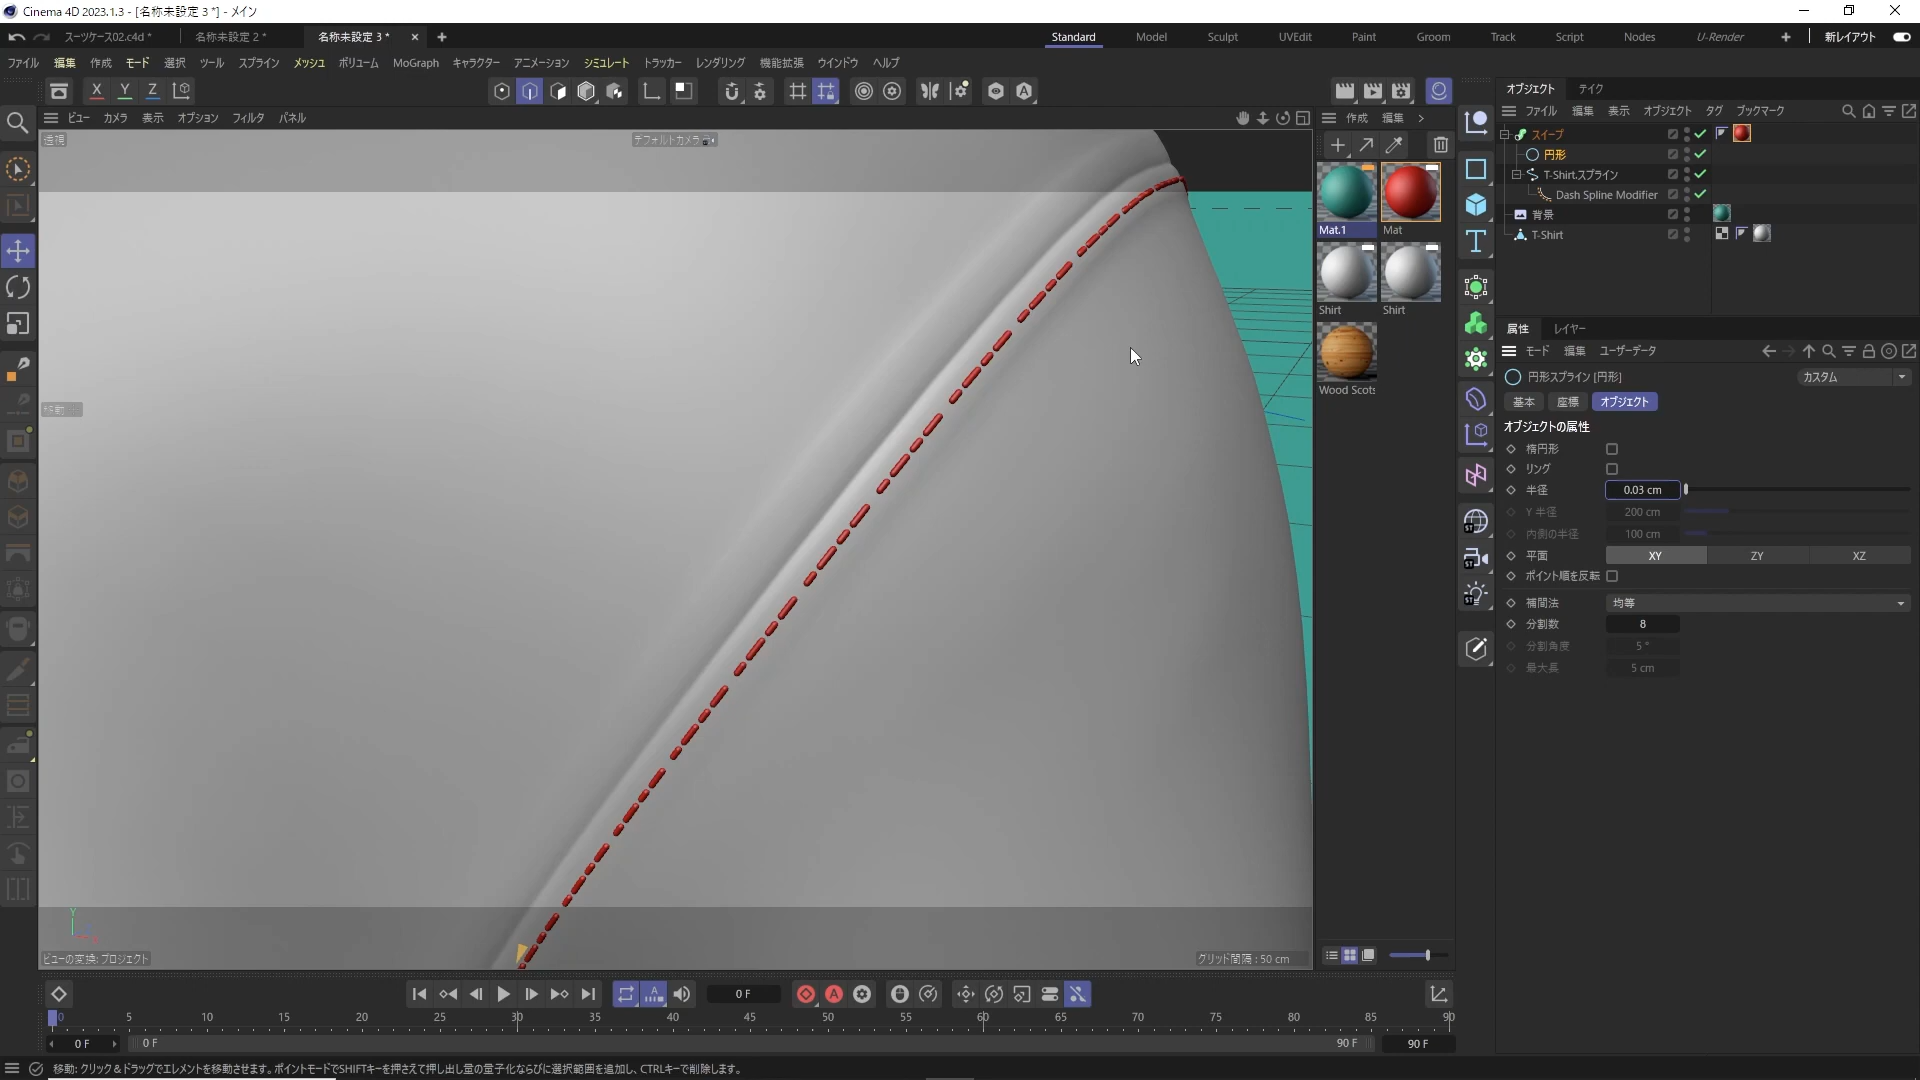 Cinema 4D 2023.1.3 - [名称未設定 3 *] - メイン
スーツケース02.c4d *
名称未設定 2 *
名称未設定 3 *
Standard Model Sculpt UVEdit Paint Groom Track Script Nodes U-Render 新レイアウト
ファイル 編集 作成 モード 選択 ツール スプライン メッシュ ボリューム MoGraph キャラクター アニメーション シミュレート トラッカー レンダリング 機能拡張 ウインドウ ヘルプ
X Y Z
ビュー カメラ 表示 オプション フィルタ パネル
透視
デフォルトカメラ
移動
ビューの変換: プロジェクト
グリッド間隔 : 50 cm
作成 編集
Mat.1 Mat
Shirt Shirt
Wood Scots
オブジェクト テイク
ファイル 編集 表示 オブジェクト タグ ブックマーク
スイープ
円形
T-Shirt.スプライン
Dash Spline Modifier
背景
T-Shirt
属性 レイヤー
モード 編集 ユーザーデータ
円形スプライン [円形]
カスタム
基本 座標 オブジェクト
オブジェクトの属性
楕円形
リング
半径 0.03 cm
Y 半径 200 cm
内側の半径 100 cm
平面 XY ZY XZ
ポイント順を反転
補間法 均等
分割数 8
分割角度 5 °
最大長 5 cm
0 F
0 5 10 15 20 25 30 35 40 45 50 55 60 65 70 75 80 85 90
0 F 0 F 90 F 90 F
移動: クリック＆ドラッグでエレメントを移動させます。ポイントモードでSHIFTキーを押さえて押し出し量の量子化ならびに選択範囲を追加し、CTRLキーで削除します。